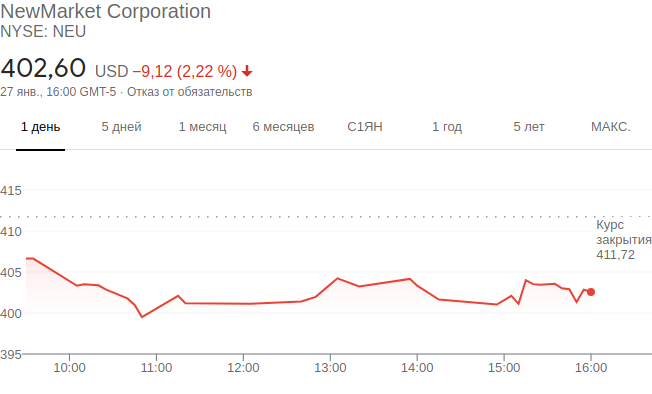 NewMarket Corporation
NYSE: NEU
402,60 USD −9,12 (2,22 %)
27 янв., 16:00 GMT-5 · Отказ от обязательств
1 день 5 дней 1 месяц 6 месяцев С1ЯН 1 год 5 лет МАКС.
415
410
Курс
закрытия
411,72
405
400
395
10:00 11:00 12:00 13:00 14:00 15:00 16:00